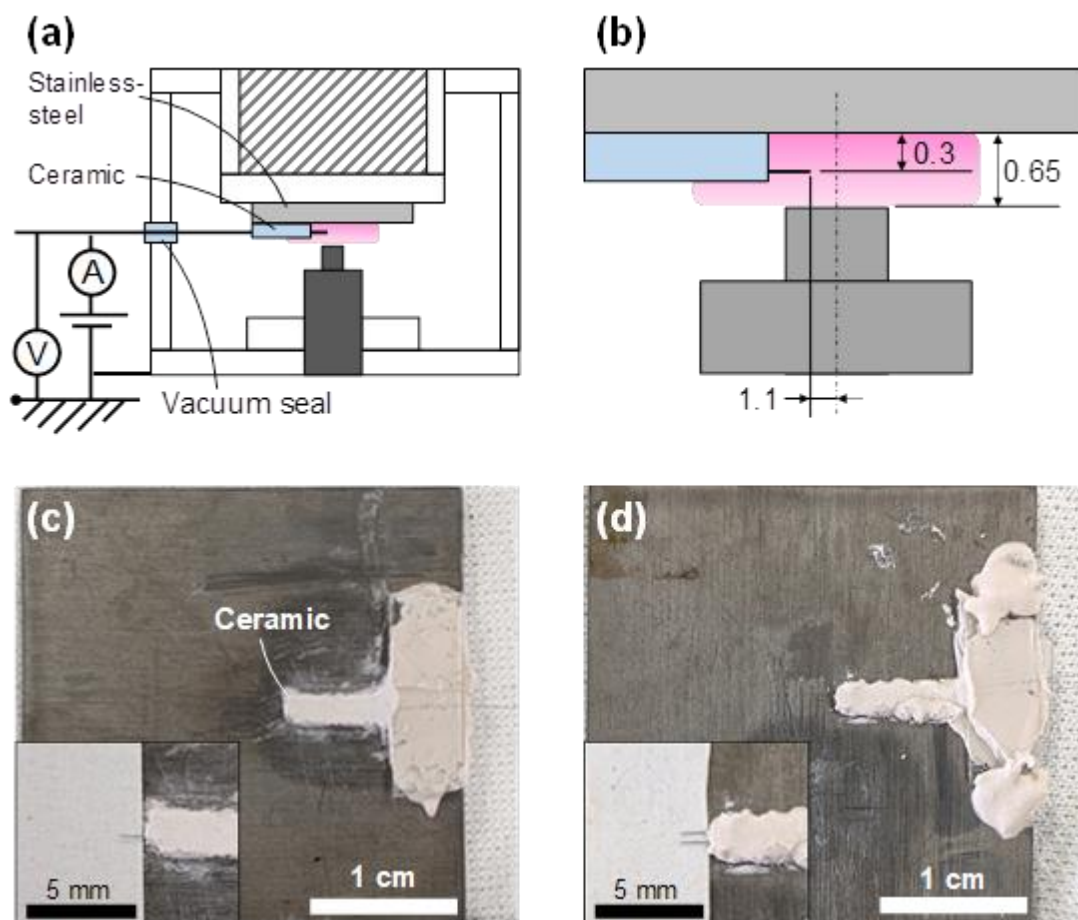 (a)
Stainless-
steel
Ceramic
A
V
Vacuum seal
(b)
0.3
0.65
1.1
(c)
Ceramic
5 mm
1 cm
(d)
5 mm
1 cm